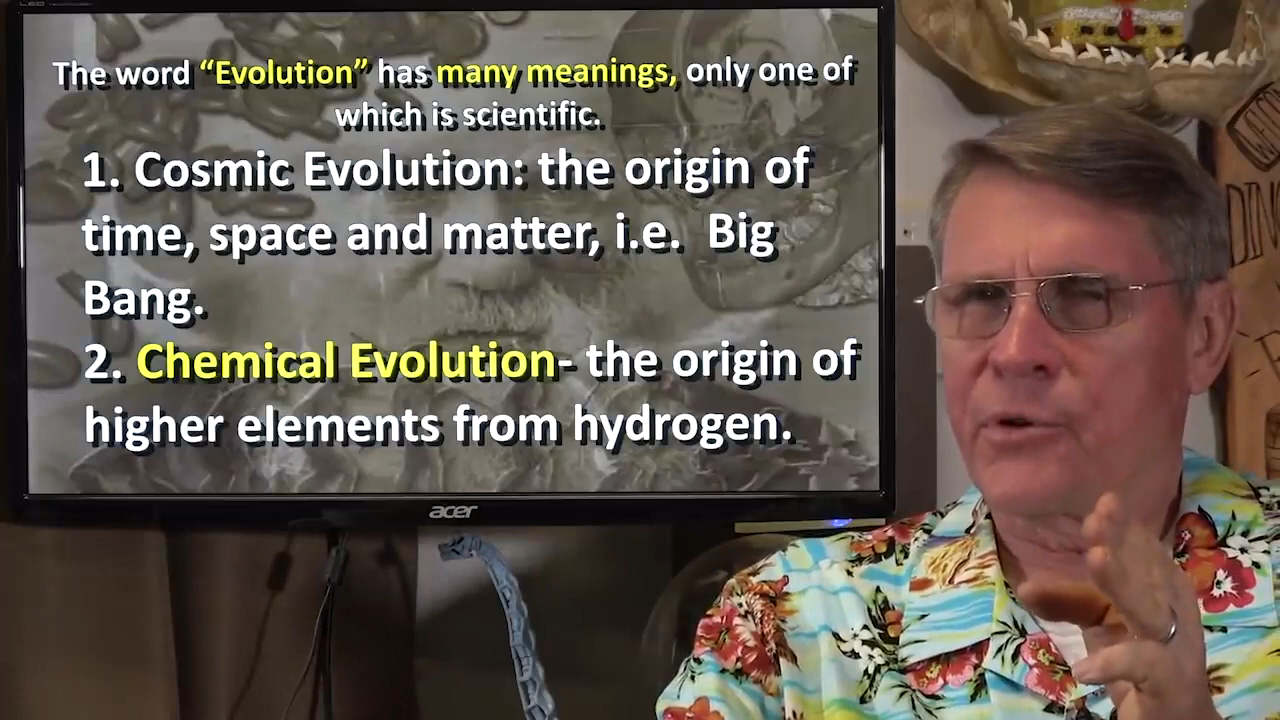 LED
The word “Evolution” has many meanings, only one of
which is scientific.
1. Cosmic Evolution: the origin of
time, space and matter, i.e.  Big
Bang.
2. Chemical Evolution- the origin of
higher elements from hydrogen.
acer